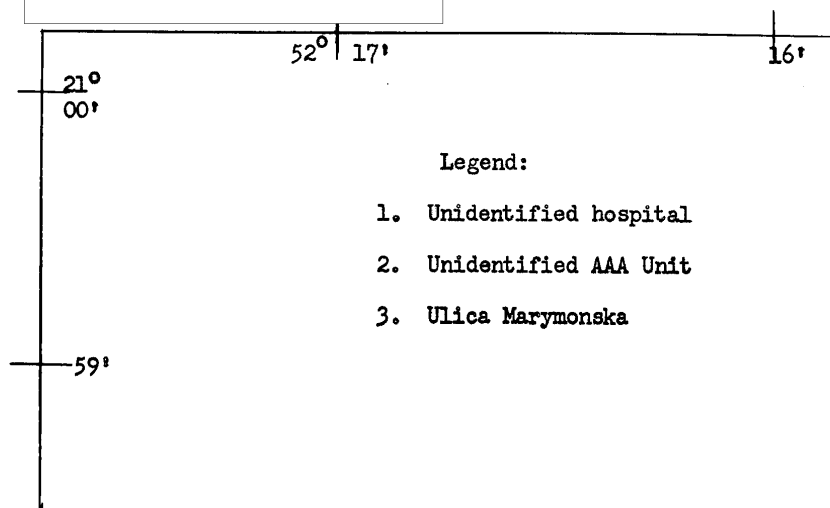 52° 17' 16'
21°
00'
Legend:
1. Unidentified hospital
2. Unidentified AAA Unit
3. Ulica Marymonska
59'